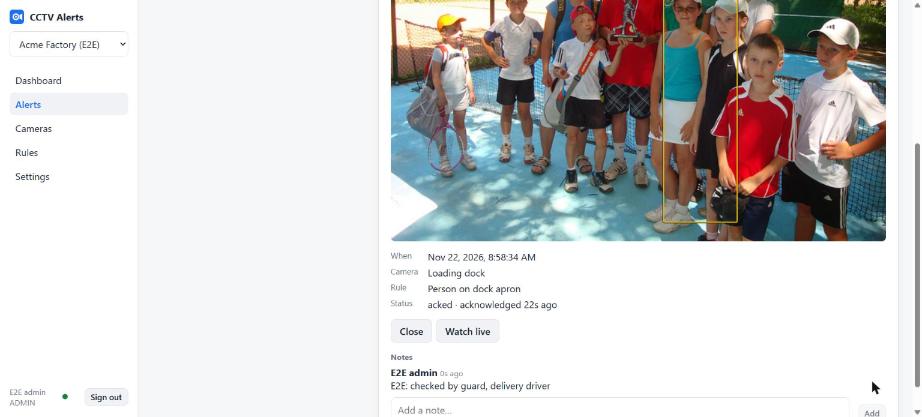 CCTV Alerts
Acme Factory (E2E)
Dashboard
Alerts
Cameras
Rules
Settings
E2E admin
ADMIN
Sign out
When Nov 22, 2026, 8:58:34 AM
Camera Loading dock
Rule Person on dock apron
Status acked · acknowledged 22s ago
Close Watch live
Notes
E2E admin 0s ago
E2E: checked by guard, delivery driver
Add a note...
Add